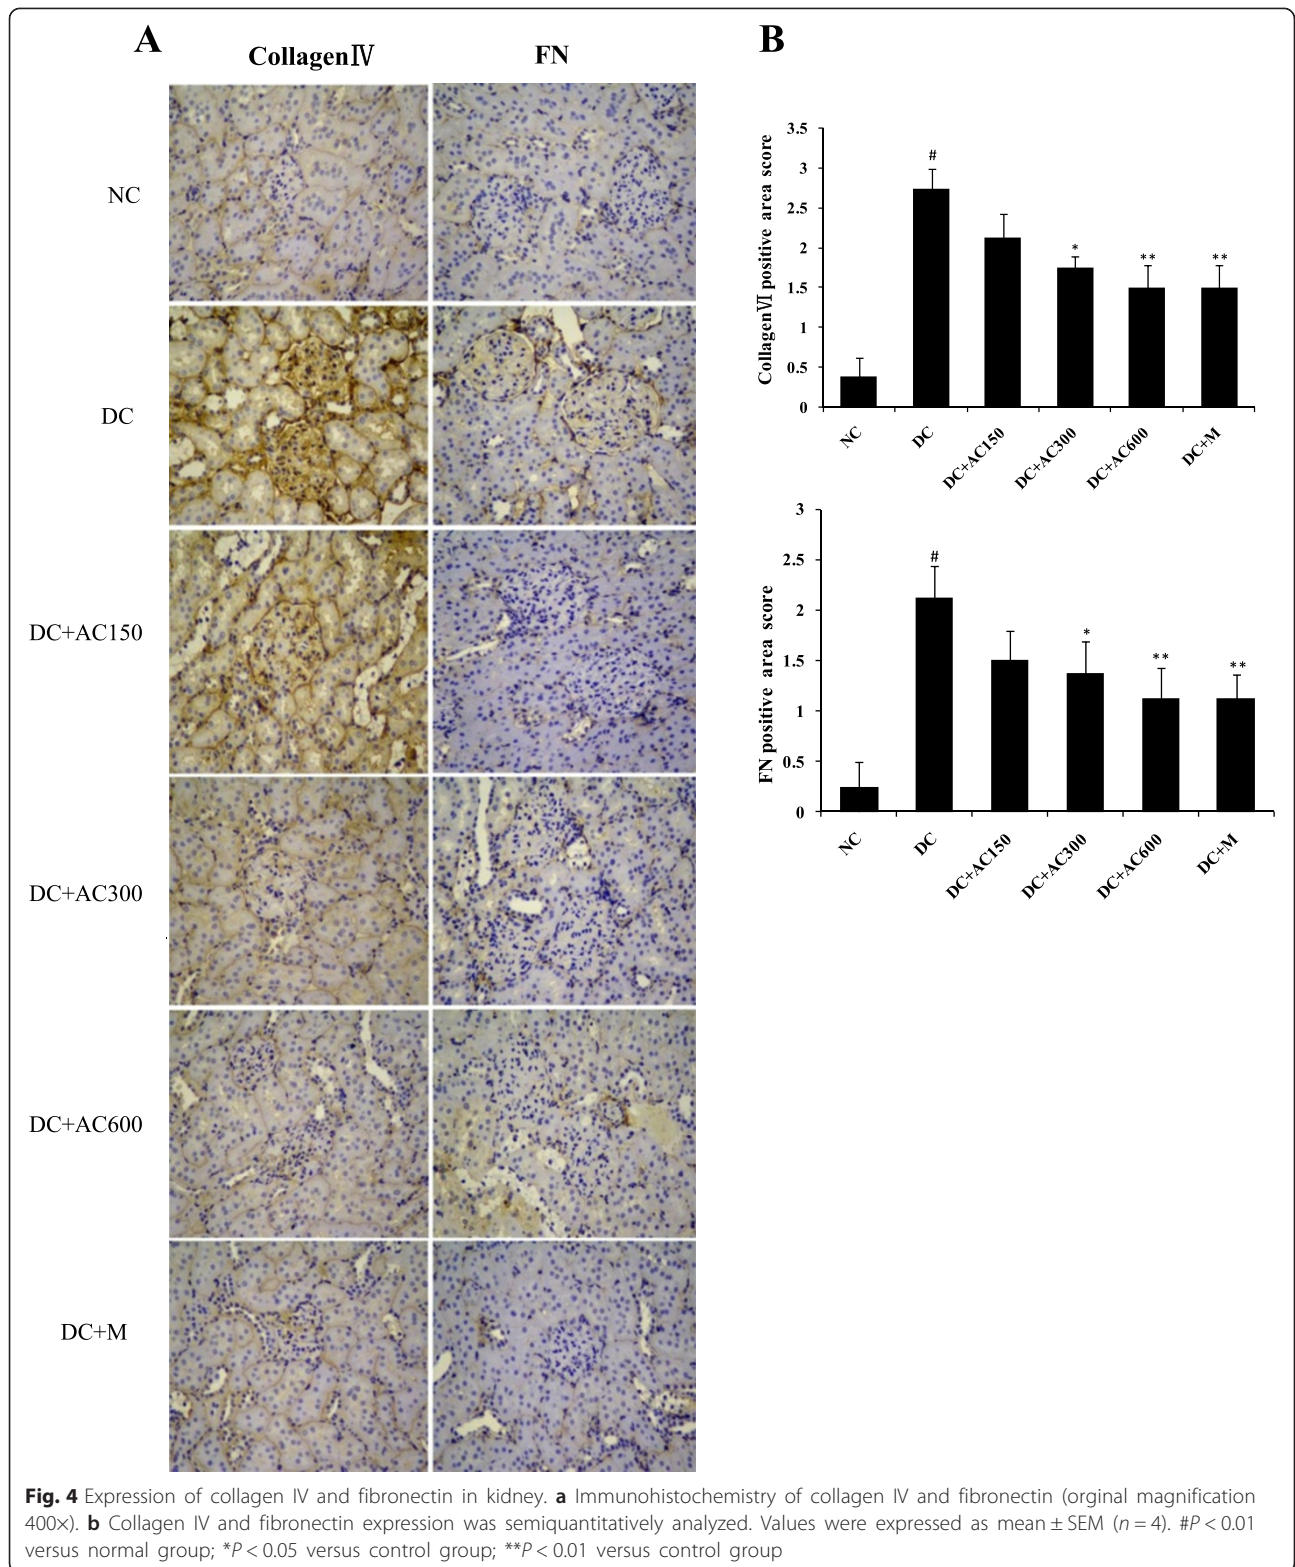 A
B
CollagenⅣ
FN
NC
DC
DC+AC150
DC+AC300
DC+AC600
DC+M
CollagenⅥ positive area score
3.5
3
2.5
2
1.5
1
0.5
0
#
*
**
**
NC
DC
DC+AC150
DC+AC300
DC+AC600
DC+M
FN positive area score
3
2.5
2
1.5
1
0.5
0
#
*
**
**
NC
DC
DC+AC150
DC+AC300
DC+AC600
DC+M
Fig. 4 Expression of collagen IV and fibronectin in kidney. a Immunohistochemistry of collagen IV and fibronectin (orginal magnification
400×). b Collagen IV and fibronectin expression was semiquantitatively analyzed. Values were expressed as mean ± SEM (n = 4). #P < 0.01
versus normal group; *P < 0.05 versus control group; **P < 0.01 versus control group